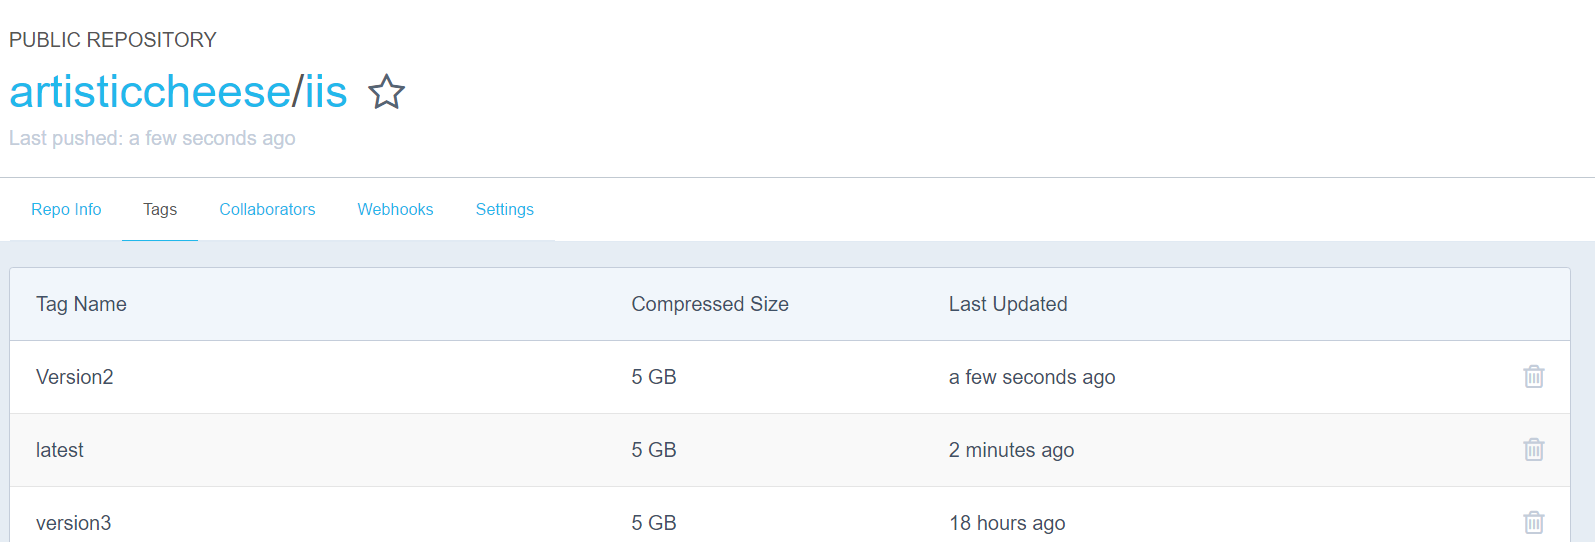 PUBLIC REPOSITORY
artisticcheese/iis
Last pushed: a few seconds ago
Repo Info Tags Collaborators Webhooks Settings
Tag Name Compressed Size Last Updated
Version2 5 GB a few seconds ago
latest 5 GB 2 minutes ago
version3 5 GB 18 hours ago